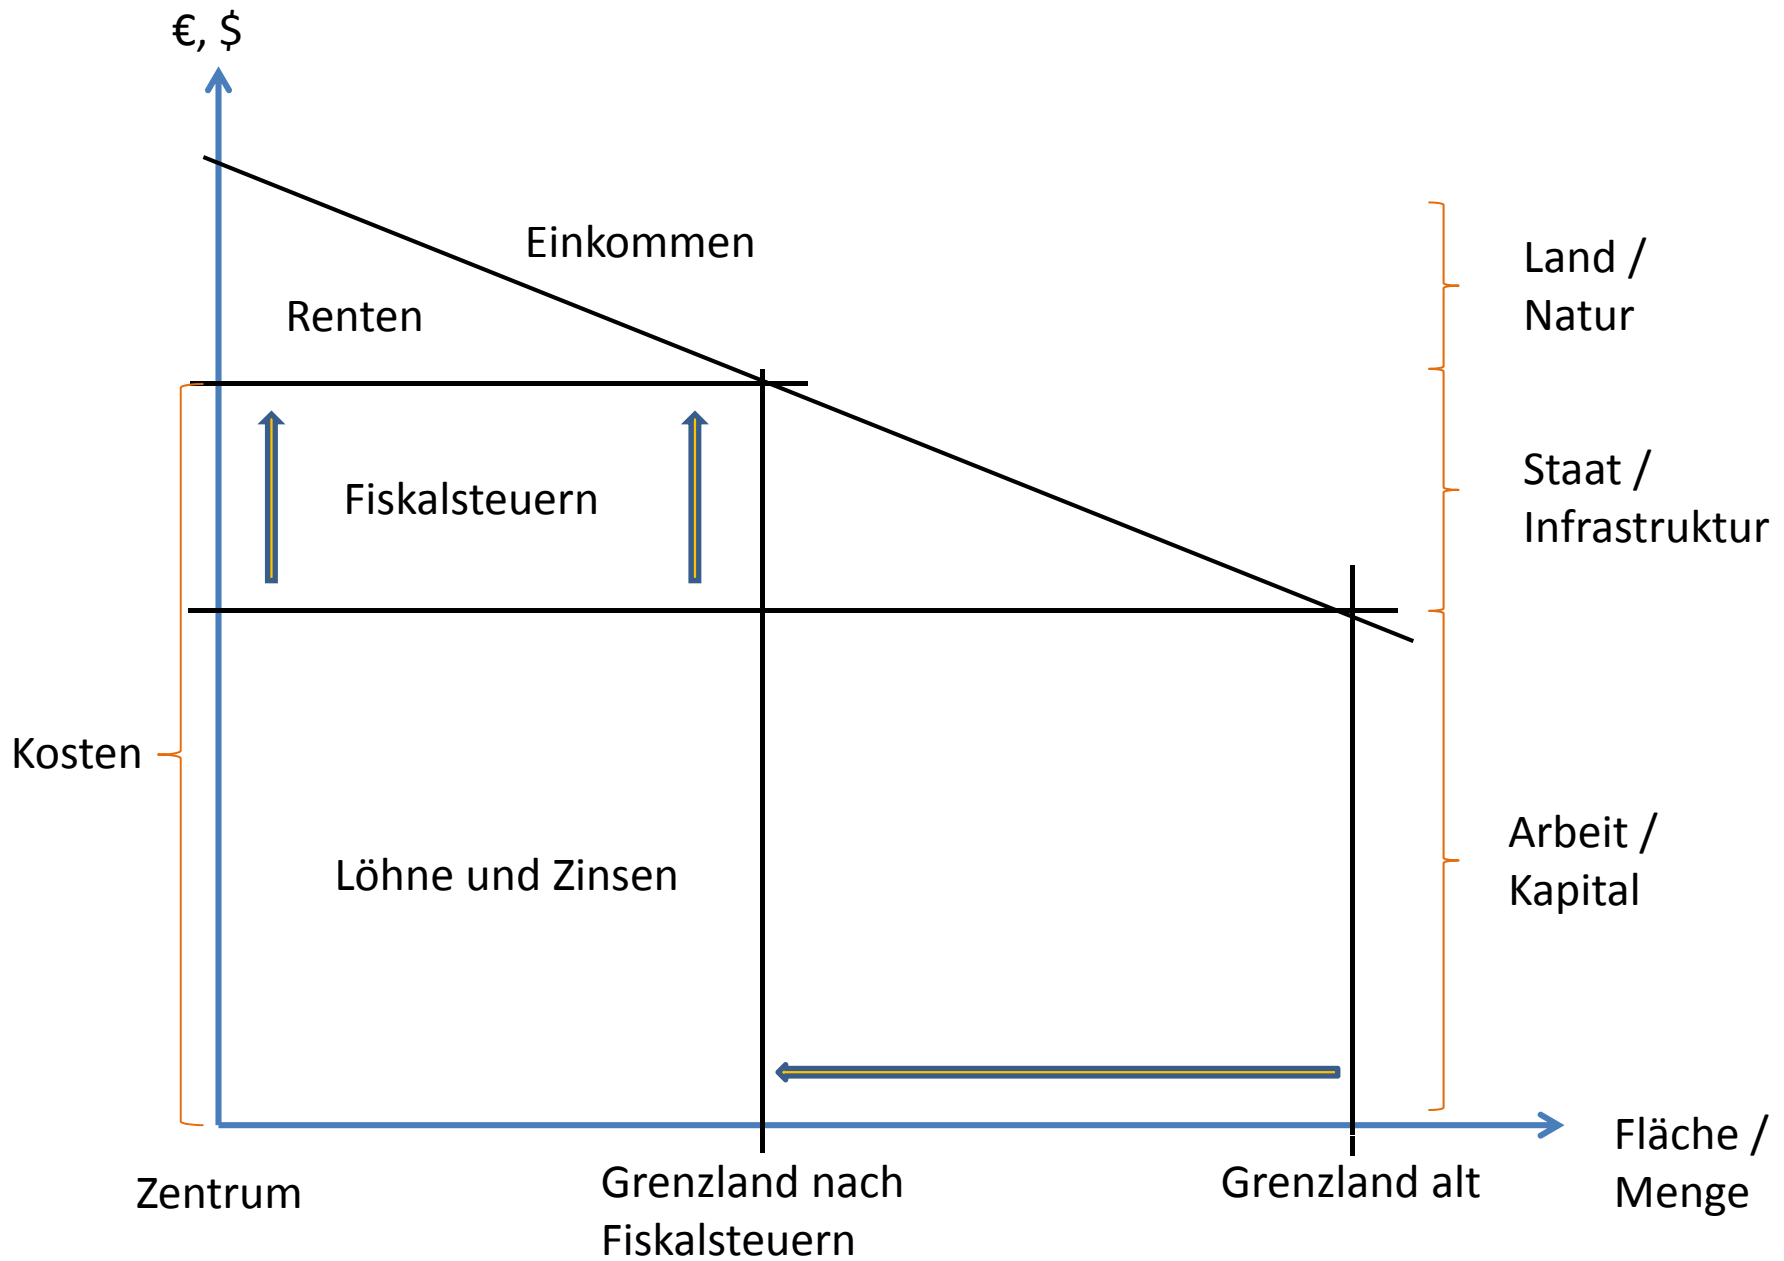 €, $
Einkommen
Renten
Land /
Natur
Fiskalsteuern
Staat /
Infrastruktur
Kosten
Löhne und Zinsen
Arbeit /
Kapital
Zentrum
Grenzland nach
Fiskalsteuern
Grenzland alt
Fläche /
Menge